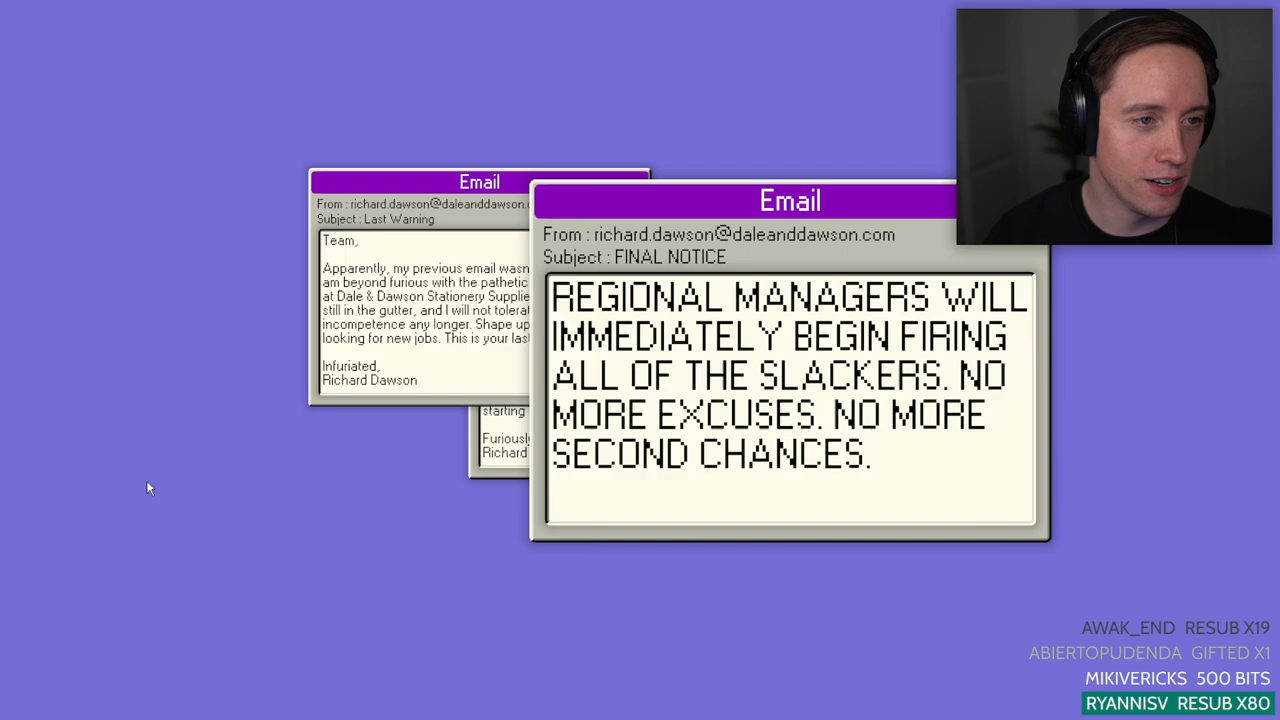 Email
From : richard.dawson@daleanddawson.
Subject : Last Warning
Team,
Apparently, my previous email wasn
am beyond furious with the pathetic
at Dale & Dawson Stationery Supplie
still in the gutter, and I will not tolerat
incompetence any longer. Shape up
looking for new jobs. This is your las
Infuriated,
Richard Dawson
starting
Furiously
Richard
Email
From : richard.dawson@daleanddawson.com
Subject : FINAL NOTICE
REGIONAL MANAGERS WILL
IMMEDIATELY BEGIN FIRING
ALL OF THE SLACKERS. NO
MORE EXCUSES. NO MORE
SECOND CHANCES.
AWAK_END RESUB X19
ABIERTOPUDENDA GIFTED X1
MIKIVERICKS 500 BITS
RYANNISV RESUB X80